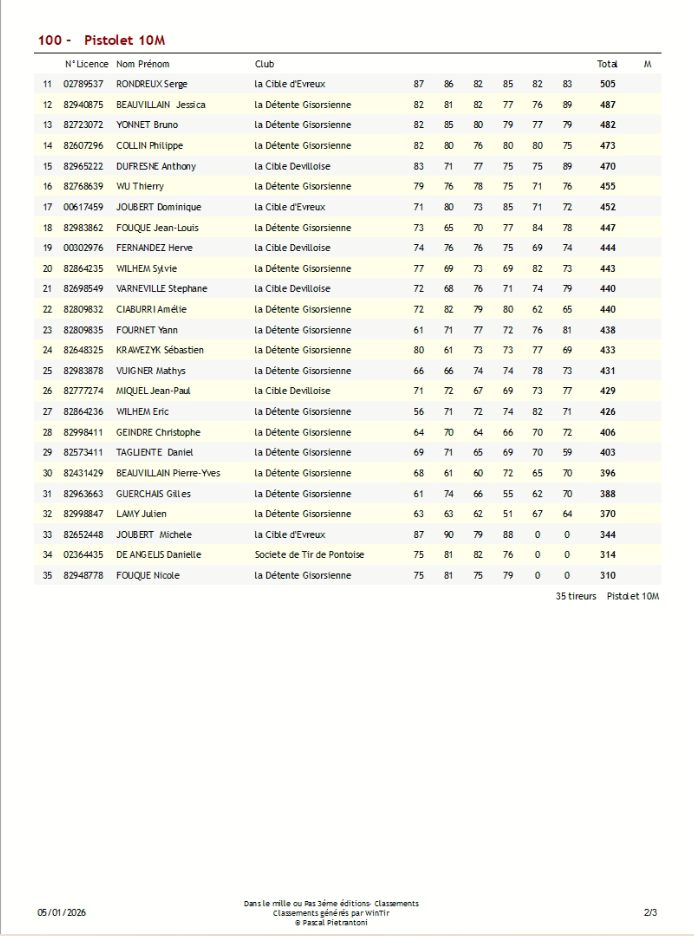 100 - Pistolet 10M
N°Licence Nom Prénom Club Total M
11 02789537 RONDREUX Serge la Cible d'Evreux 87 86 82 85 82 83 505
12 82940875 BEAUVILLAIN Jessica la Détente Gisorsienne 82 81 82 77 76 89 487
13 82723072 YONNET Bruno la Détente Gisorsienne 82 85 80 79 77 79 482
14 82607296 COLLIN Philippe la Détente Gisorsienne 82 80 76 80 80 75 473
15 82965222 DUFRESNE Anthony la Cible Devilloise 83 71 77 75 75 89 470
16 82768639 WU Thierry la Détente Gisorsienne 79 76 78 75 71 76 455
17 00617459 JOUBERT Dominique la Cible d'Evreux 71 80 73 85 71 72 452
18 82983862 FOUQUE Jean-Louis la Détente Gisorsienne 73 65 70 77 84 78 447
19 00302976 FERNANDEZ Herve la Cible Devilloise 74 76 76 75 69 74 444
20 82864235 WILHEM Sylvie la Détente Gisorsienne 77 69 73 69 82 73 443
21 82698549 VARNEVILLE Stephane la Cible Devilloise 72 68 76 71 74 79 440
22 82809832 CIABURRI Amélie la Détente Gisorsienne 72 82 79 80 62 65 440
23 82809835 FOURNET Yann la Détente Gisorsienne 61 71 77 72 76 81 438
24 82648325 KRAWEZYK Sébastien la Détente Gisorsienne 80 61 73 73 77 69 433
25 82983878 VUIGNER Mathys la Détente Gisorsienne 66 66 74 74 78 73 431
26 82777274 MIQUEL Jean-Paul la Cible Devilloise 71 72 67 69 73 77 429
27 82864236 WILHEM Eric la Détente Gisorsienne 56 71 72 74 82 71 426
28 82998411 GEINDRE Christophe la Détente Gisorsienne 64 70 64 66 70 72 406
29 82573411 TAGLIENTE Daniel la Détente Gisorsienne 69 71 65 69 70 59 403
30 82431429 BEAUVILLAIN Pierre-Yves la Détente Gisorsienne 68 61 60 72 65 70 396
31 82963663 GUERCHAIS Gilles la Détente Gisorsienne 61 74 66 55 62 70 388
32 82998847 LAMY Julien la Détente Gisorsienne 63 63 62 51 67 64 370
33 82652448 JOUBERT Michele la Cible d'Evreux 87 90 79 88 0 0 344
34 02364435 DE ANGELIS Danielle Societe de Tir de Pontoise 75 81 82 76 0 0 314
35 82948778 FOUQUE Nicole la Détente Gisorsienne 75 81 75 79 0 0 310
35 tireurs Pistolet 10M
Dans le mille ou Pas 3éme éditions- Classements
05/01/2026 Classements générés par WinTir 2/3
© Pascal Pietrantoni